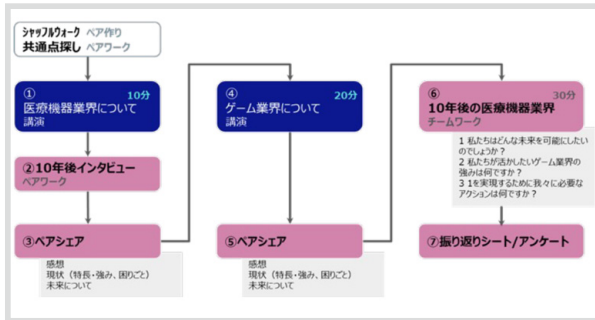 シャッフルウォーク ペア作り
共通点探し ペアワーク
① 10分
医療機器業界について
講演
②10年後インタビュー
ペアワーク
③ペアシェア
感想
現状（特長・強み、困りごと）
未来について
④ 20分
ゲーム業界について
講演
⑤ペアシェア
感想
現状（特長・強み、困りごと）
未来について
⑥ 30分
10年後の医療機器業界
チームワーク
1 私たちはどんな未来を可能にしたい
のでしょうか？
2 私たちが活かしたいゲーム業界の
強みは何ですか？
3 1を実現するために我々に必要な
アクションは何ですか？
⑦振り返りシート/アンケート